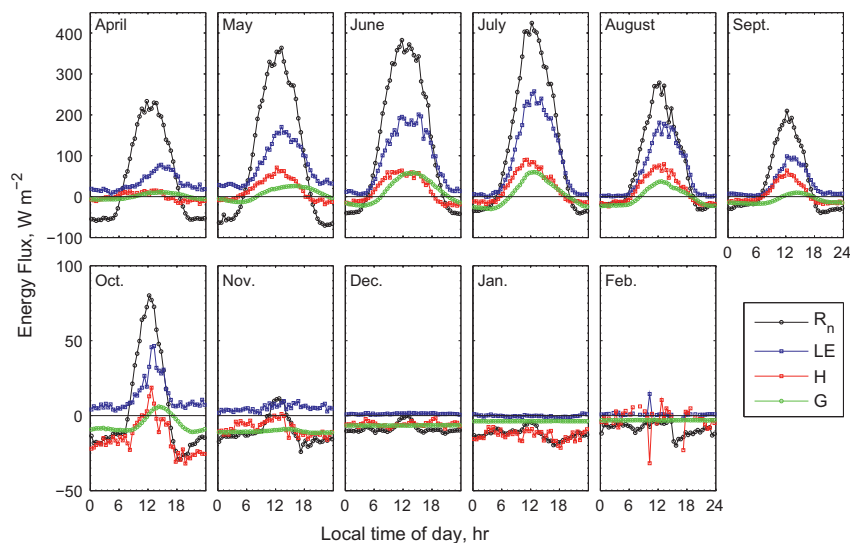 April May June July August Sept.
400
300
200
100
0
−100
0 6 12 18 24
Energy Flux, W m−2
Oct. Nov. Dec. Jan. Feb.
100
50
0
−50
0 6 12 18 0 6 12 18 0 6 12 18 0 6 12 18 0 6 12 18 24
Rn
LE
H
G
Local time of day, hr